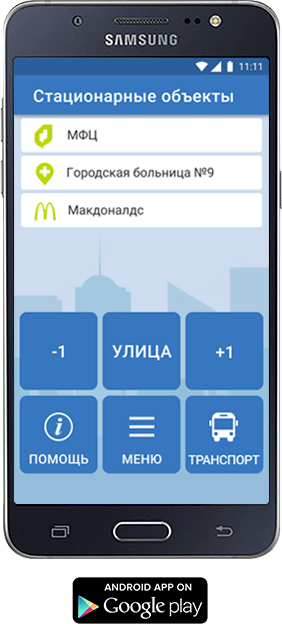 SAMSUNG
11:11
Стационарные объекты
МФЦ
Городская больница №9
Макдоналдс
-1
УЛИЦА
+1
ПОМОЩЬ
МЕНЮ
ТРАНСПОРТ
ANDROID APP ON
Google play